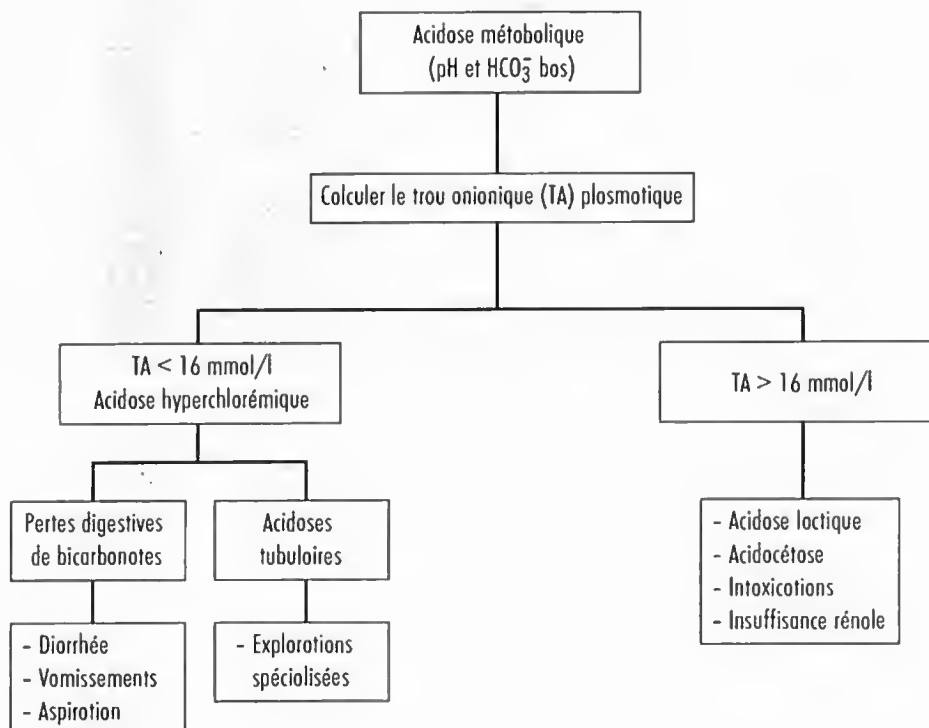 Acidose métobolique
(pH et HCO₃⁻ bos)
Colculer le trou onionique (TA) plosmotique
TA < 16 mmol/l
Acidose hyperchlorémique
TA > 16 mmol/l
Pertes digestives
de bicarbonotes
Acidoses
tubuloires
- Diorrhée
- Vomissements
- Aspirotion
- Explorotions
spéciolisées
- Acidose loctique
- Acidocétose
- Intoxicotions
- Insuffisance rénole